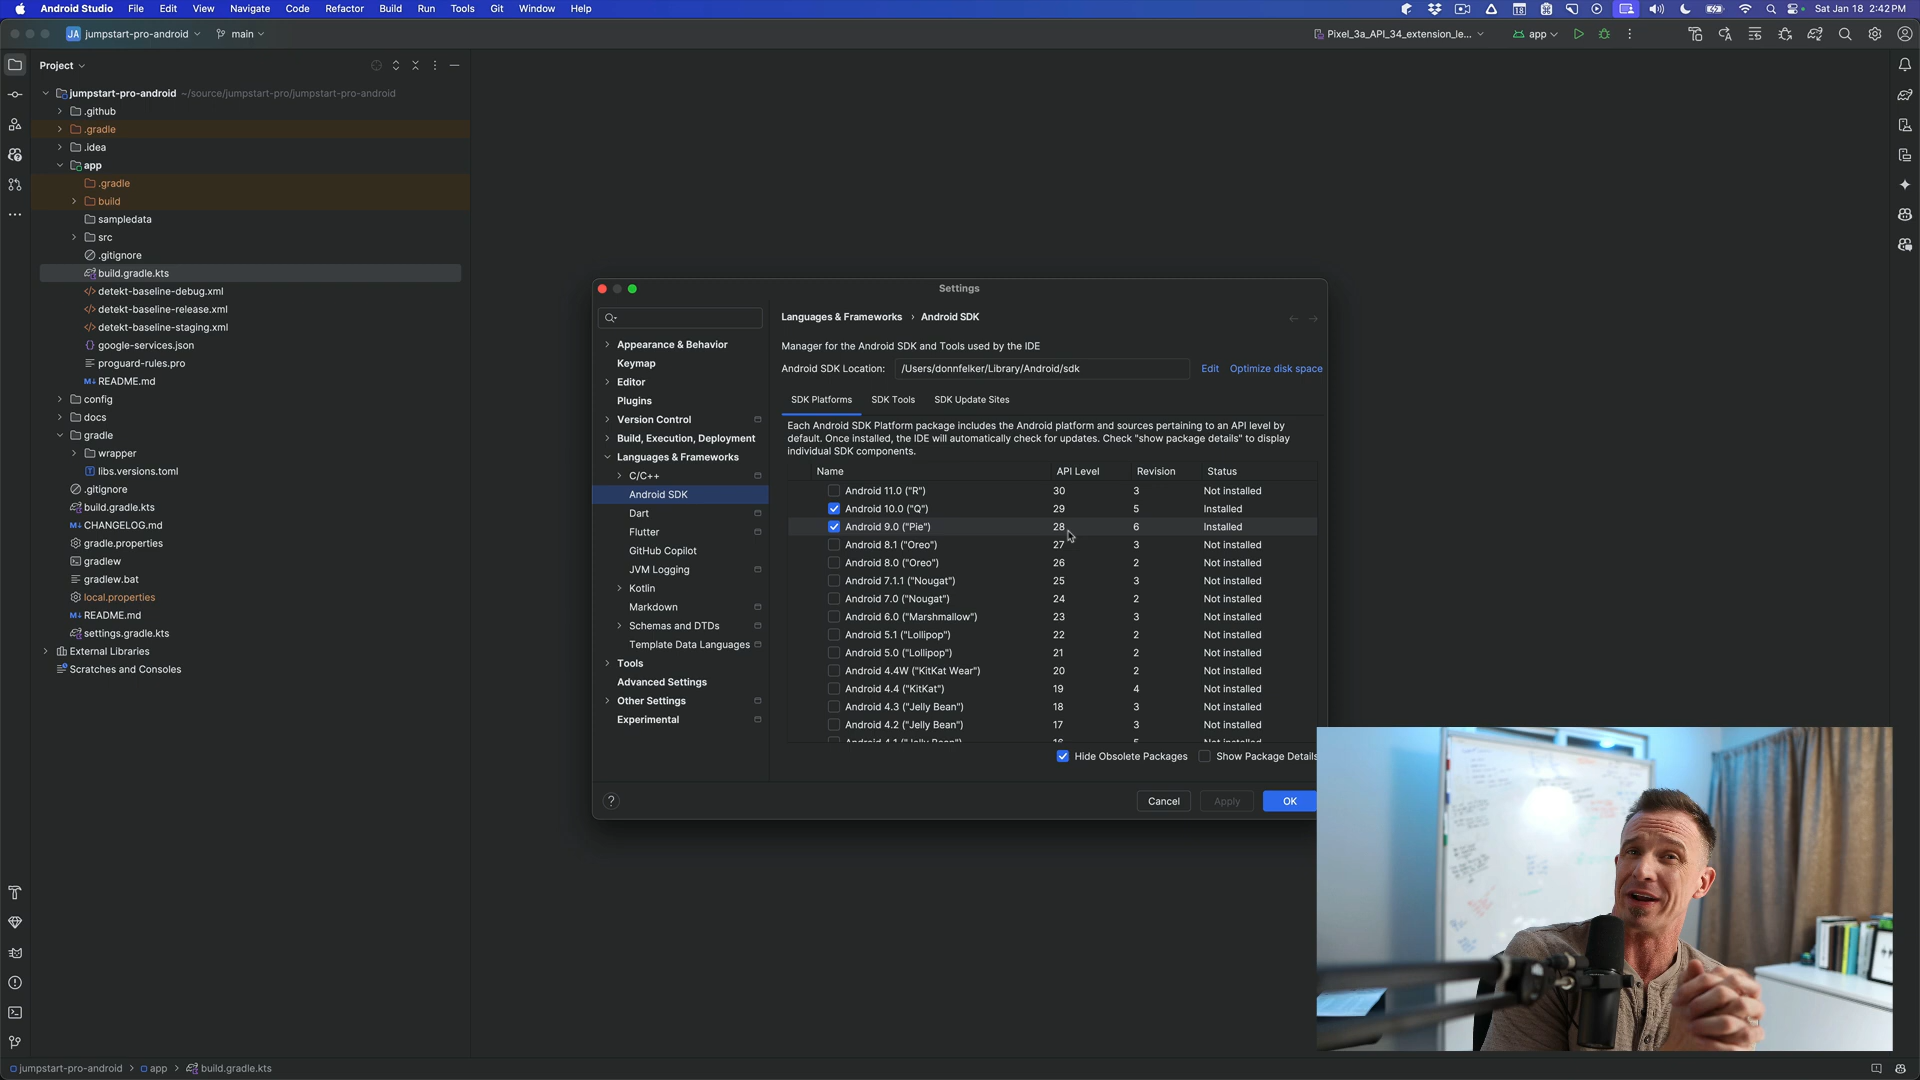 Android Studio File Edit View Navigate Code Refactor Build Run Tools Git Window Help
18 Sat Jan 18 2:42 PM
JA jumpstart-pro-android main
Pixel_3a_API_34_extension_le... app
Project
jumpstart-pro-android ~/source/jumpstart-pro/jumpstart-pro-android
.github
.gradle
.idea
app
.gradle
build
sampledata
src
.gitignore
build.gradle.kts
detekt-baseline-debug.xml
detekt-baseline-release.xml
detekt-baseline-staging.xml
google-services.json
proguard-rules.pro
README.md
config
docs
gradle
wrapper
libs.versions.toml
.gitignore
build.gradle.kts
CHANGELOG.md
gradle.properties
gradlew
gradlew.bat
local.properties
README.md
settings.gradle.kts
External Libraries
Scratches and Consoles
Settings
Appearance & Behavior
Keymap
Editor
Plugins
Version Control
Build, Execution, Deployment
Languages & Frameworks
C/C++
Android SDK
Dart
Flutter
GitHub Copilot
JVM Logging
Kotlin
Markdown
Schemas and DTDs
Template Data Languages
Tools
Advanced Settings
Other Settings
Experimental
Languages & Frameworks › Android SDK
Manager for the Android SDK and Tools used by the IDE
Android SDK Location: /Users/donnfelker/Library/Android/sdk Edit Optimize disk space
SDK Platforms SDK Tools SDK Update Sites
Each Android SDK Platform package includes the Android platform and sources pertaining to an API level by
default. Once installed, the IDE will automatically check for updates. Check "show package details" to display
individual SDK components.
Name API Level Revision Status
Android 11.0 ("R") 30 3 Not installed
Android 10.0 ("Q") 29 5 Installed
Android 9.0 ("Pie") 28 6 Installed
Android 8.1 ("Oreo") 27 3 Not installed
Android 8.0 ("Oreo") 26 2 Not installed
Android 7.1.1 ("Nougat") 25 3 Not installed
Android 7.0 ("Nougat") 24 2 Not installed
Android 6.0 ("Marshmallow") 23 3 Not installed
Android 5.1 ("Lollipop") 22 2 Not installed
Android 5.0 ("Lollipop") 21 2 Not installed
Android 4.4W ("KitKat Wear") 20 2 Not installed
Android 4.4 ("KitKat") 19 4 Not installed
Android 4.3 ("Jelly Bean") 18 3 Not installed
Android 4.2 ("Jelly Bean") 17 3 Not installed
Android 4.1 ("Jelly Bean") 16 5 Not installed
Hide Obsolete Packages Show Package Details
? Cancel Apply OK
jumpstart-pro-android > app > build.gradle.kts